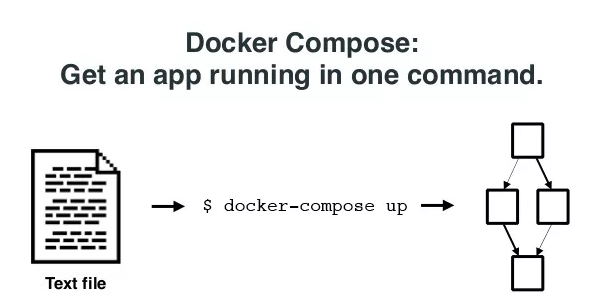 Docker Compose:
Get an app running in one command.
$ docker-compose up
Text file